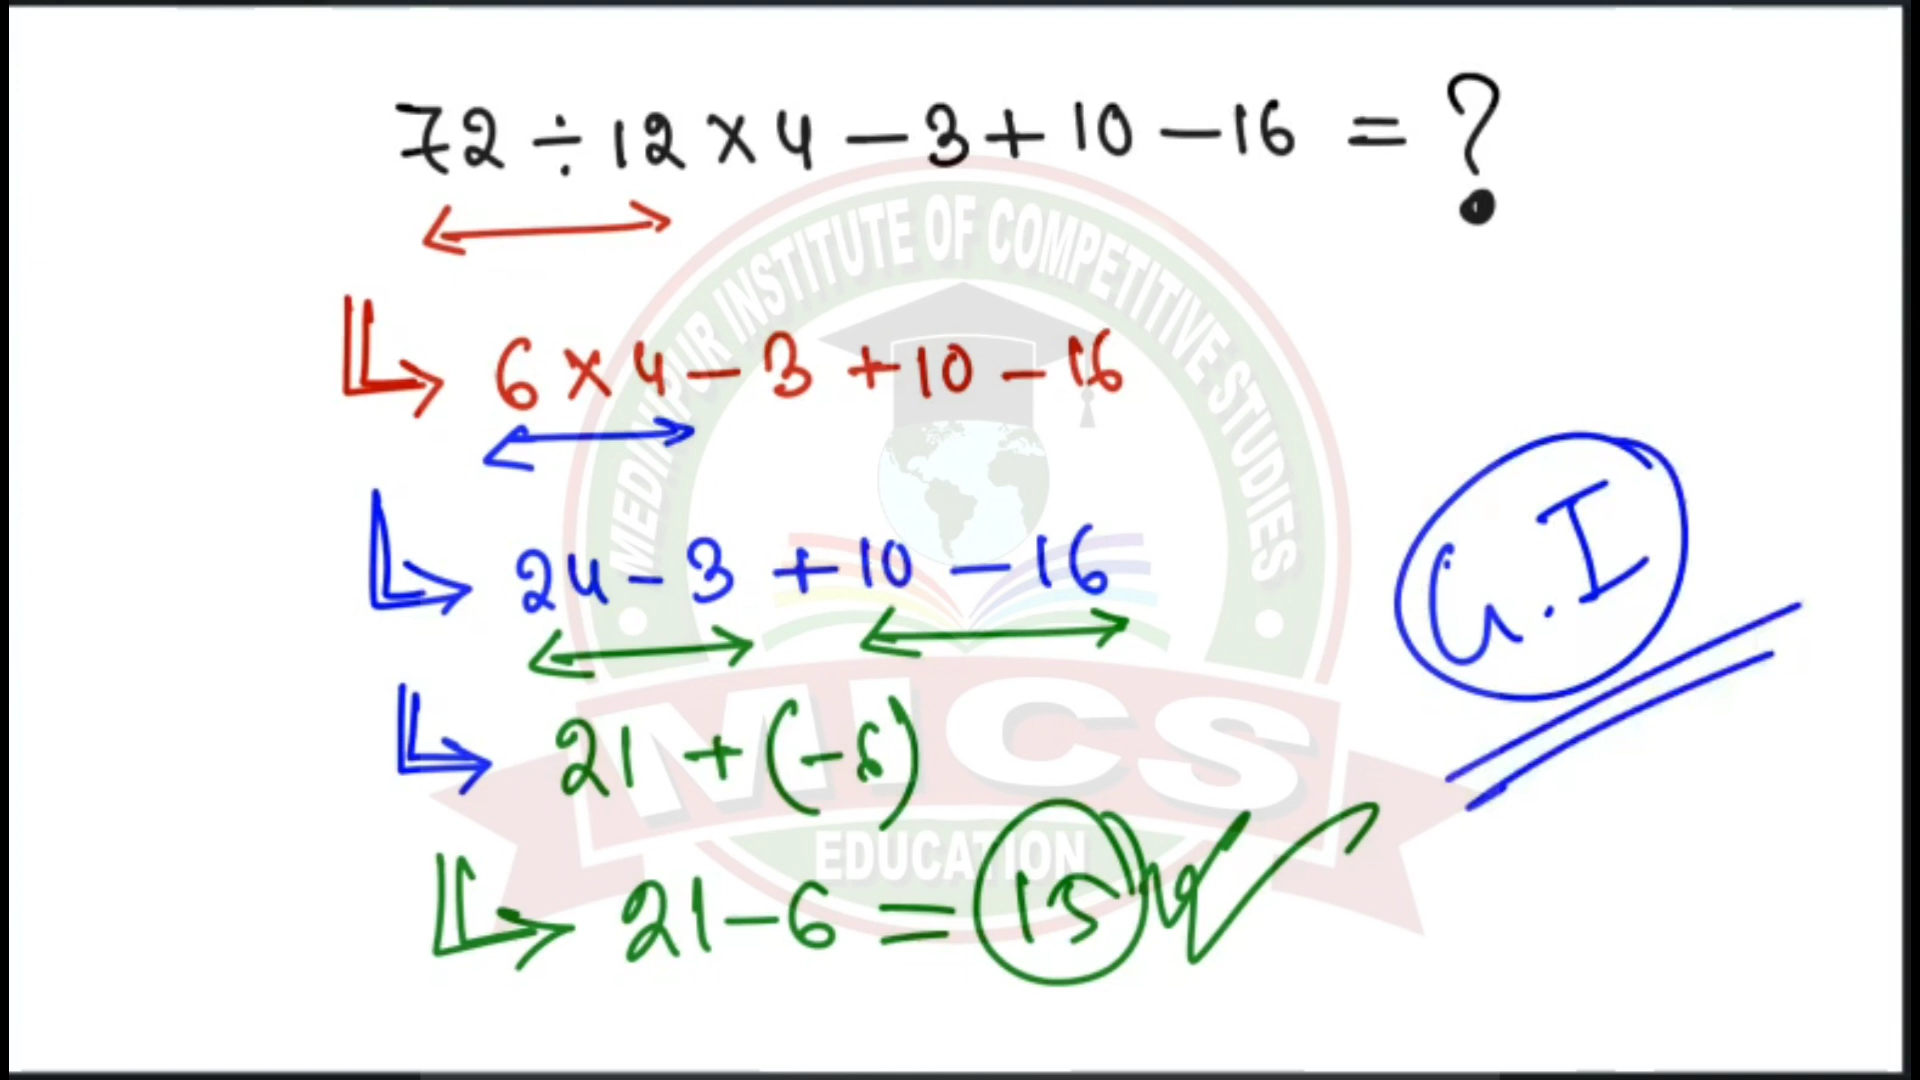 72 ÷ 12 × 4 − 3 + 10 − 16 = ?
6 × 4 − 3 + 10 − 16
24 − 3 + 10 − 16
G.I
21 + (−6)
21 − 6 = 15
MEDINIPUR INSTITUTE OF COMPETITIVE STUDIES
MICS
EDUCATION